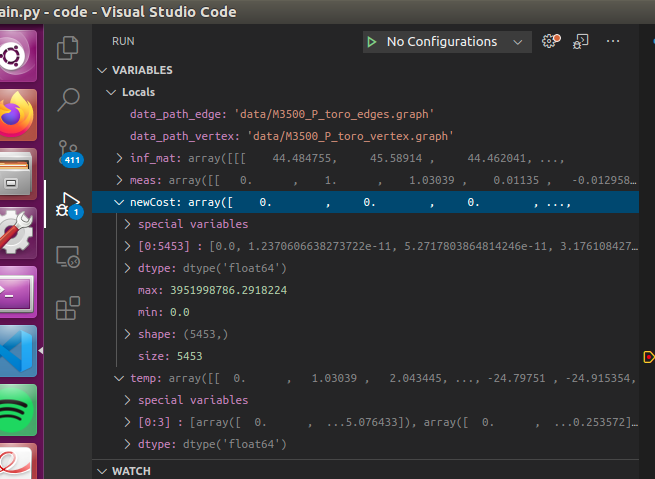 ain.py - code - Visual Studio Code
RUN
No Configurations
VARIABLES
Locals
data_path_edge: 'data/M3500_P_toro_edges.graph'
data_path_vertex: 'data/M3500_P_toro_vertex.graph'
inf_mat: array([[[ 44.484755, 45.58914 , 44.462041, ...,
meas: array([[ 0. , 1. , 1.03039 , 0.01135 , -0.012958…
newCost: array([ 0. , 0. , 0. , ...,
special variables
[0:5453] : [0.0, 1.2370606638273722e-11, 5.2717803864814246e-11, 3.176108427…
dtype: dtype('float64')
max: 3951998786.2918224
min: 0.0
shape: (5453,)
size: 5453
temp: array([[ 0. , 1.03039 , 2.043445, ..., -24.79751 , -24.915354,
special variables
[0:3] : [array([ 0. , ...5.076433]), array([ 0. , ...0.253572]…
dtype: dtype('float64')
WATCH
411
1